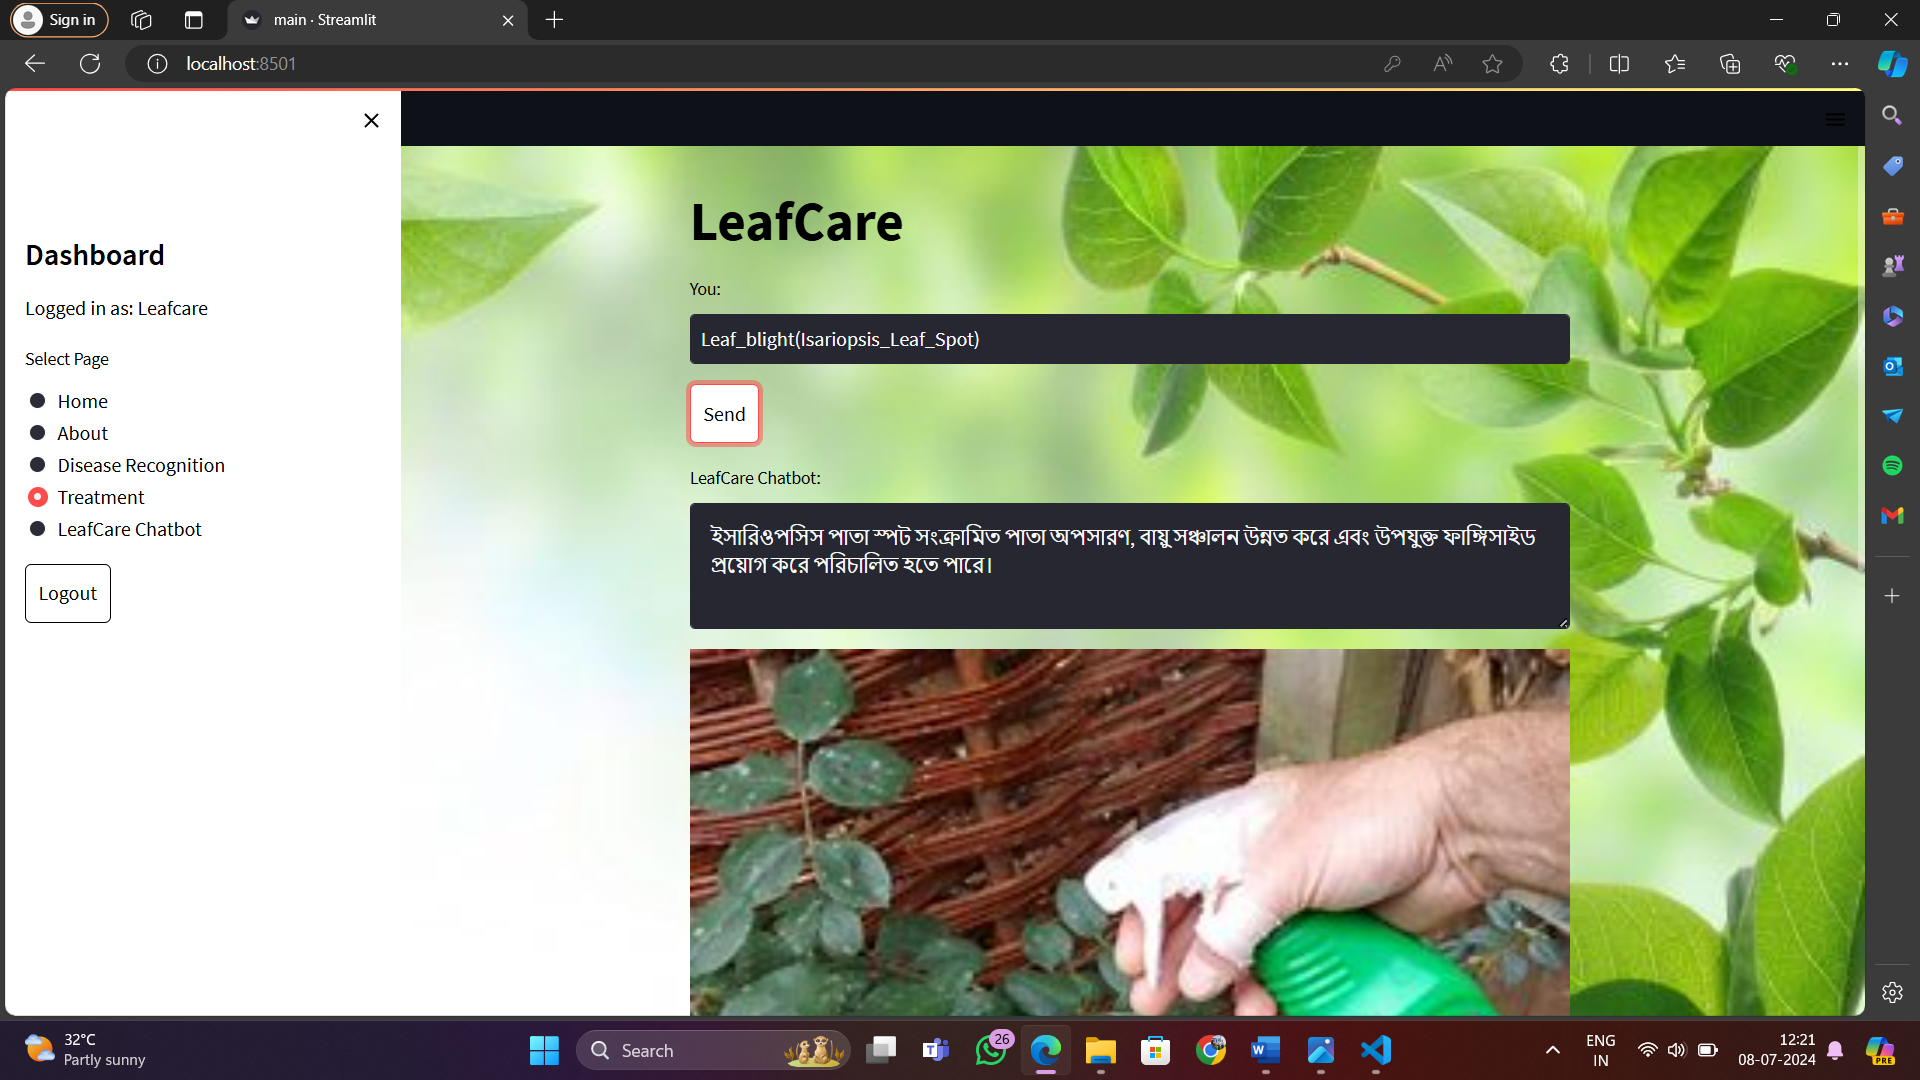 Sign in
main · Streamlit
localhost:8501
Dashboard
Logged in as: Leafcare
Select Page
Home
About
Disease Recognition
Treatment
LeafCare Chatbot
Logout
LeafCare
You:
Leaf_blight(Isariopsis_Leaf_Spot)
Send
LeafCare Chatbot:
ইসারিওপসিস পাতা স্পট সংক্রামিত পাতা অপসারণ, বায়ু সঞ্চালন উন্নত করে এবং উপযুক্ত ফাঙ্গিসাইড
প্রয়োগ করে পরিচালিত হতে পারে।
32°C
Partly sunny
Search
26
ENG
IN
12:21
08-07-2024
PRE